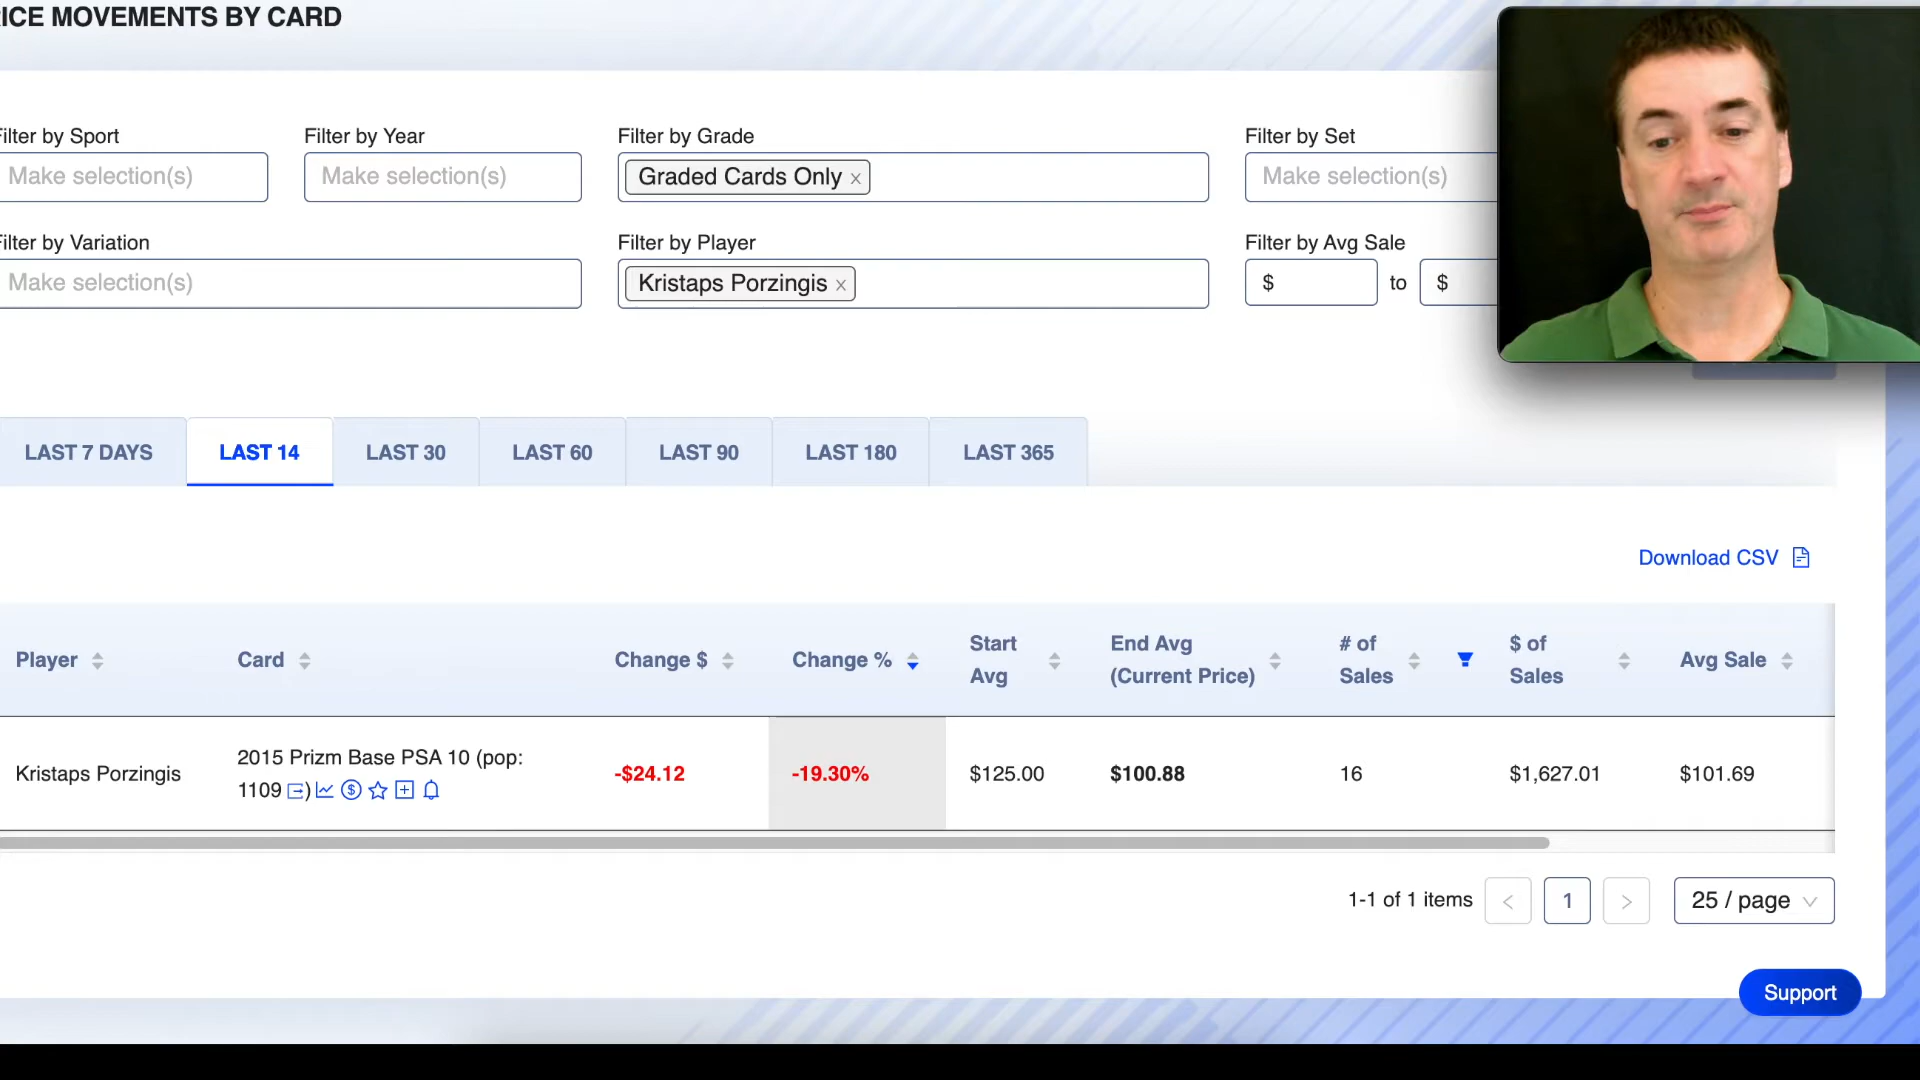 ICE MOVEMENTS BY CARD
Filter by Sport
Filter by Year
Filter by Grade
Filter by Set
Make selection(s)
Make selection(s)
Graded Cards Only ×
Make selection(s)
Filter by Variation
Filter by Player
Filter by Avg Sale
Make selection(s)
Kristaps Porzingis ×
$ to $
LAST 7 DAYS
LAST 14
LAST 30
LAST 60
LAST 90
LAST 180
LAST 365
Download CSV
Player
Card
Change $
Change %
Start
Avg
End Avg
(Current Price)
# of
Sales
$ of
Sales
Avg Sale
Kristaps Porzingis
2015 Prizm Base PSA 10 (pop:
1109 )
-$24.12
-19.30%
$125.00
$100.88
16
$1,627.01
$101.69
1-1 of 1 items
<
1
>
25 / page
Support